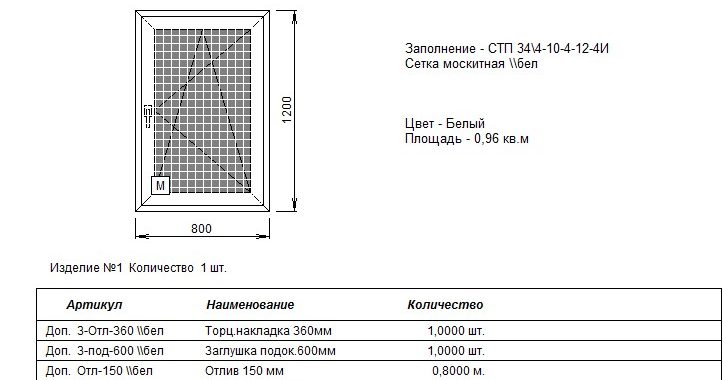 Заполнение - СТП 34\4-10-4-12-4И
Сетка москитная \\бел
1200
Цвет - Белый
Площадь - 0,96 кв.м
М
800
Изделие №1 Количество 1 шт.
Артикул Наименование Количество
Доп. З-Отл-360 \\бел Торц.накладка 360мм 1,0000 шт.
Доп. З-под-600 \\бел Заглушка подок.600мм 1,0000 шт.
Доп. Отл-150 \\бел Отлив 150 мм 0,8000 м.